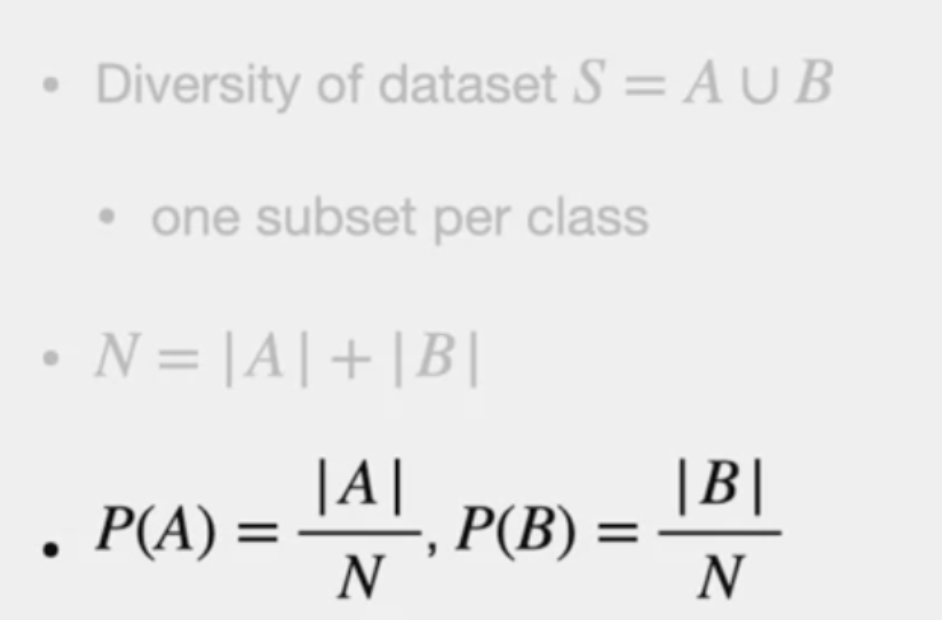 • Diversity of dataset S = A ∪ B
• one subset per class
• N = |A| + |B|
• P(A) = |A|/N, P(B) = |B|/N